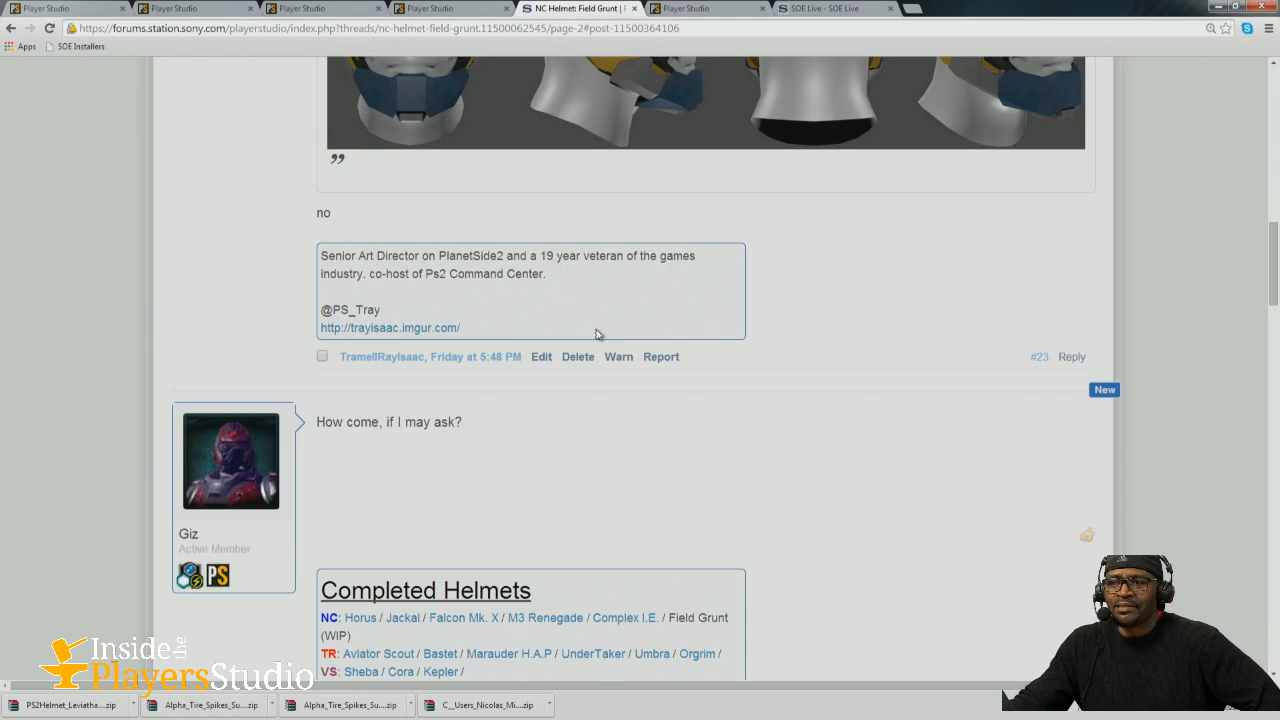 Player Studio
Player Studio
Player Studio
Player Studio
NC Helmet: Field Grunt |
Player Studio
SOE Live - SOE Live
https://forums.station.sony.com/playerstudio/index.php?threads/nc-helmet-field-grunt.11500062545/page-2#post-11500364106
Apps
SOE Installers
”
no
Senior Art Director on PlanetSide2 and a 19 year veteran of the games
industry. co-host of Ps2 Command Center.
@PS_Tray
http://trayisaac.imgur.com/
TramellRayIsaac, Friday at 5:48 PM Edit Delete Warn Report
#23 Reply
New
How come, if I may ask?
Giz
Active Member
PS
Completed Helmets
NC: Horus / Jackal / Falcon Mk. X / M3 Renegade / Complex I.E. / Field Grunt
(WIP)
TR: Aviator Scout / Bastet / Marauder H.A.P / UnderTaker / Umbra / Orgrim /
VS: Sheba / Cora / Kepler /
Inside the
PlayersStudio
PS2Helmet_Leviatha....zip
Alpha_Tire_Spikes_Su....zip
Alpha_Tire_Spikes_Su....zip
C__Users_Nicolas_Mi....zip